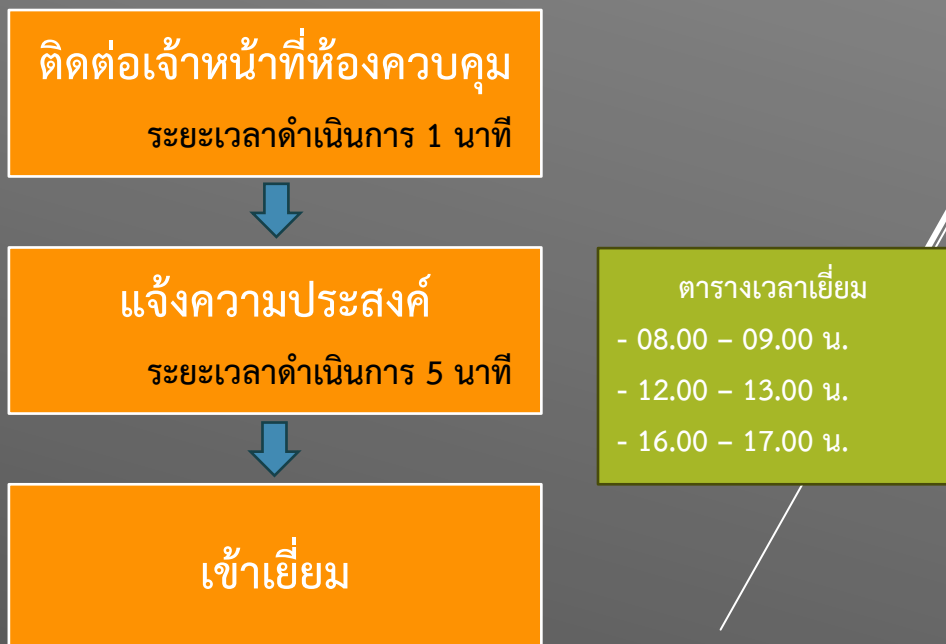 ติดต่อเจ้าหน้าที่ห้องควบคุม
ระยะเวลาดำเนินการ 1 นาที
แจ้งความประสงค์
ระยะเวลาดำเนินการ 5 นาที
เข้าเยี่ยม
ตารางเวลาเยี่ยม
- 08.00 – 09.00 น.
- 12.00 – 13.00 น.
- 16.00 – 17.00 น.